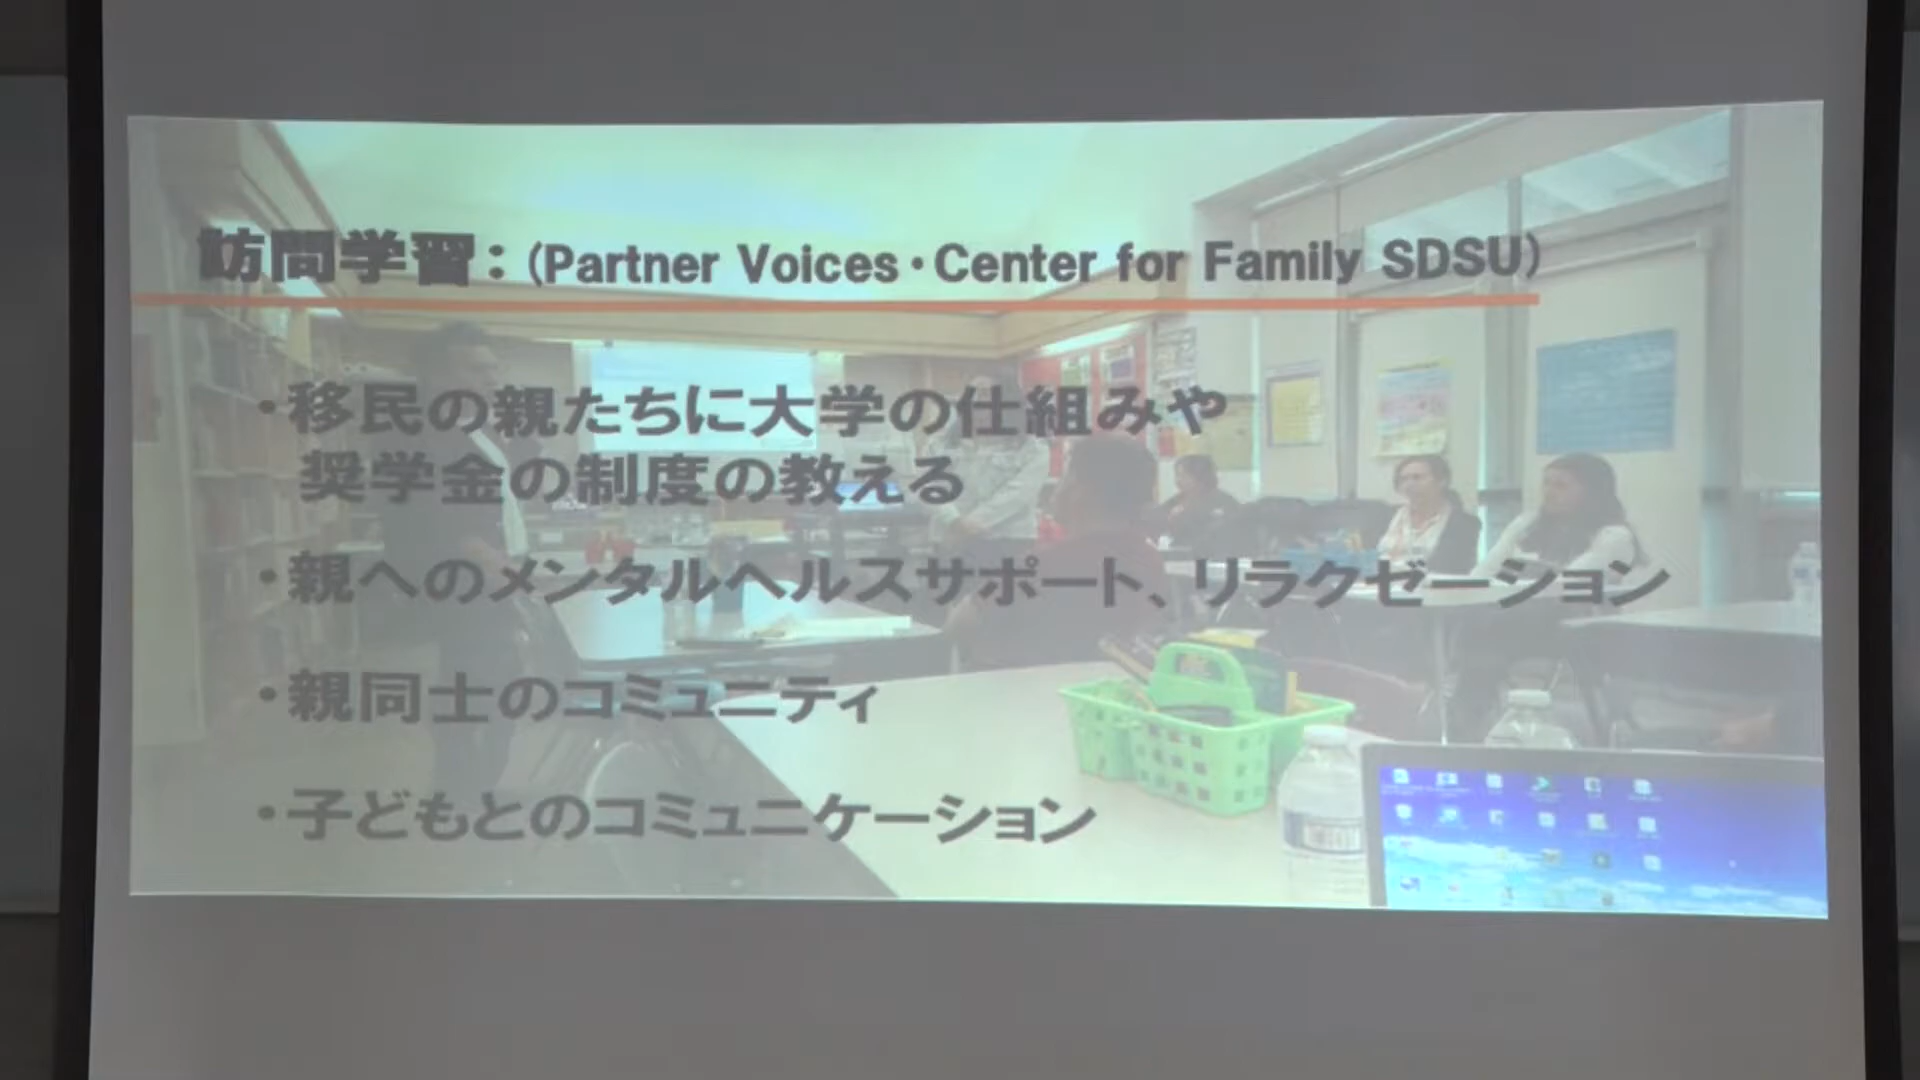 訪問学習：(Partner Voices・Center for Family SDSU)
・移民の親たちに大学の仕組みや
奨学金の制度の教える
・親へのメンタルヘルスサポート、リラクゼーション
・親同士のコミュニティ
・子どもとのコミュニケーション